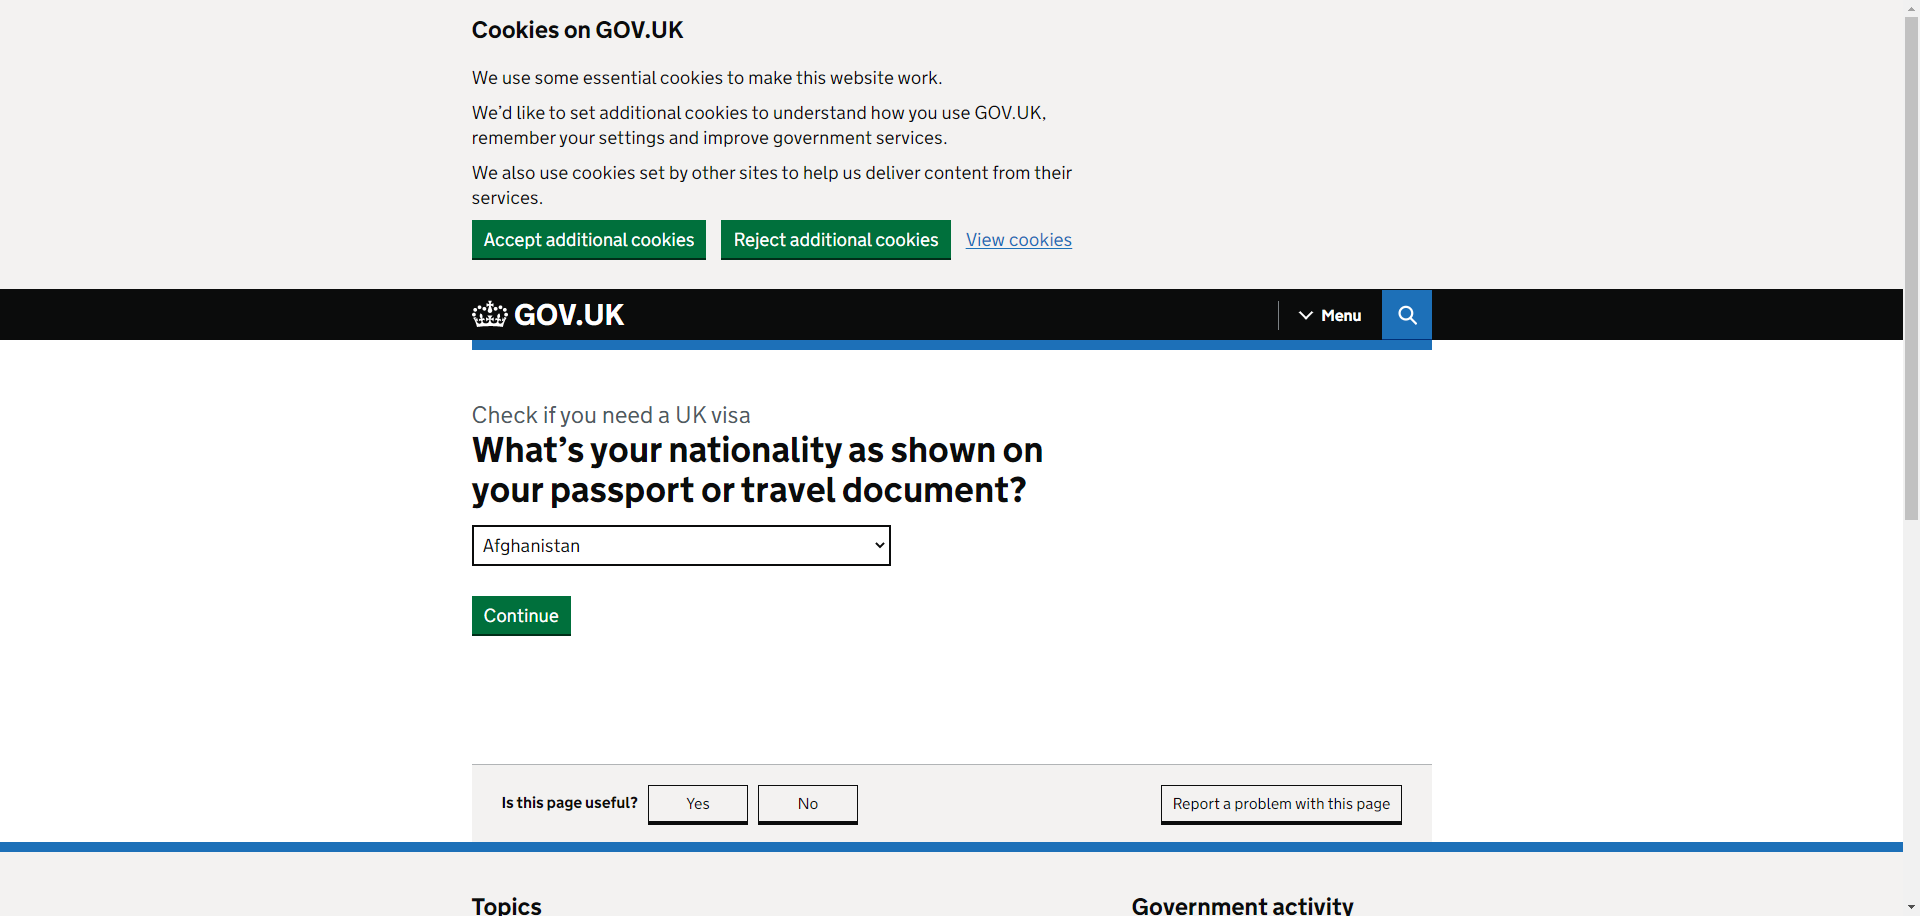 Cookies on GOV.UK
We use some essential cookies to make this website work.
We’d like to set additional cookies to understand how you use GOV.UK,
remember your settings and improve government services.
We also use cookies set by other sites to help us deliver content from their
services.
Accept additional cookies
Reject additional cookies
View cookies
GOV.UK
Menu
Check if you need a UK visa
What’s your nationality as shown on
your passport or travel document?
Afghanistan
Continue
Is this page useful?
Yes
No
Report a problem with this page
Topics
Government activity